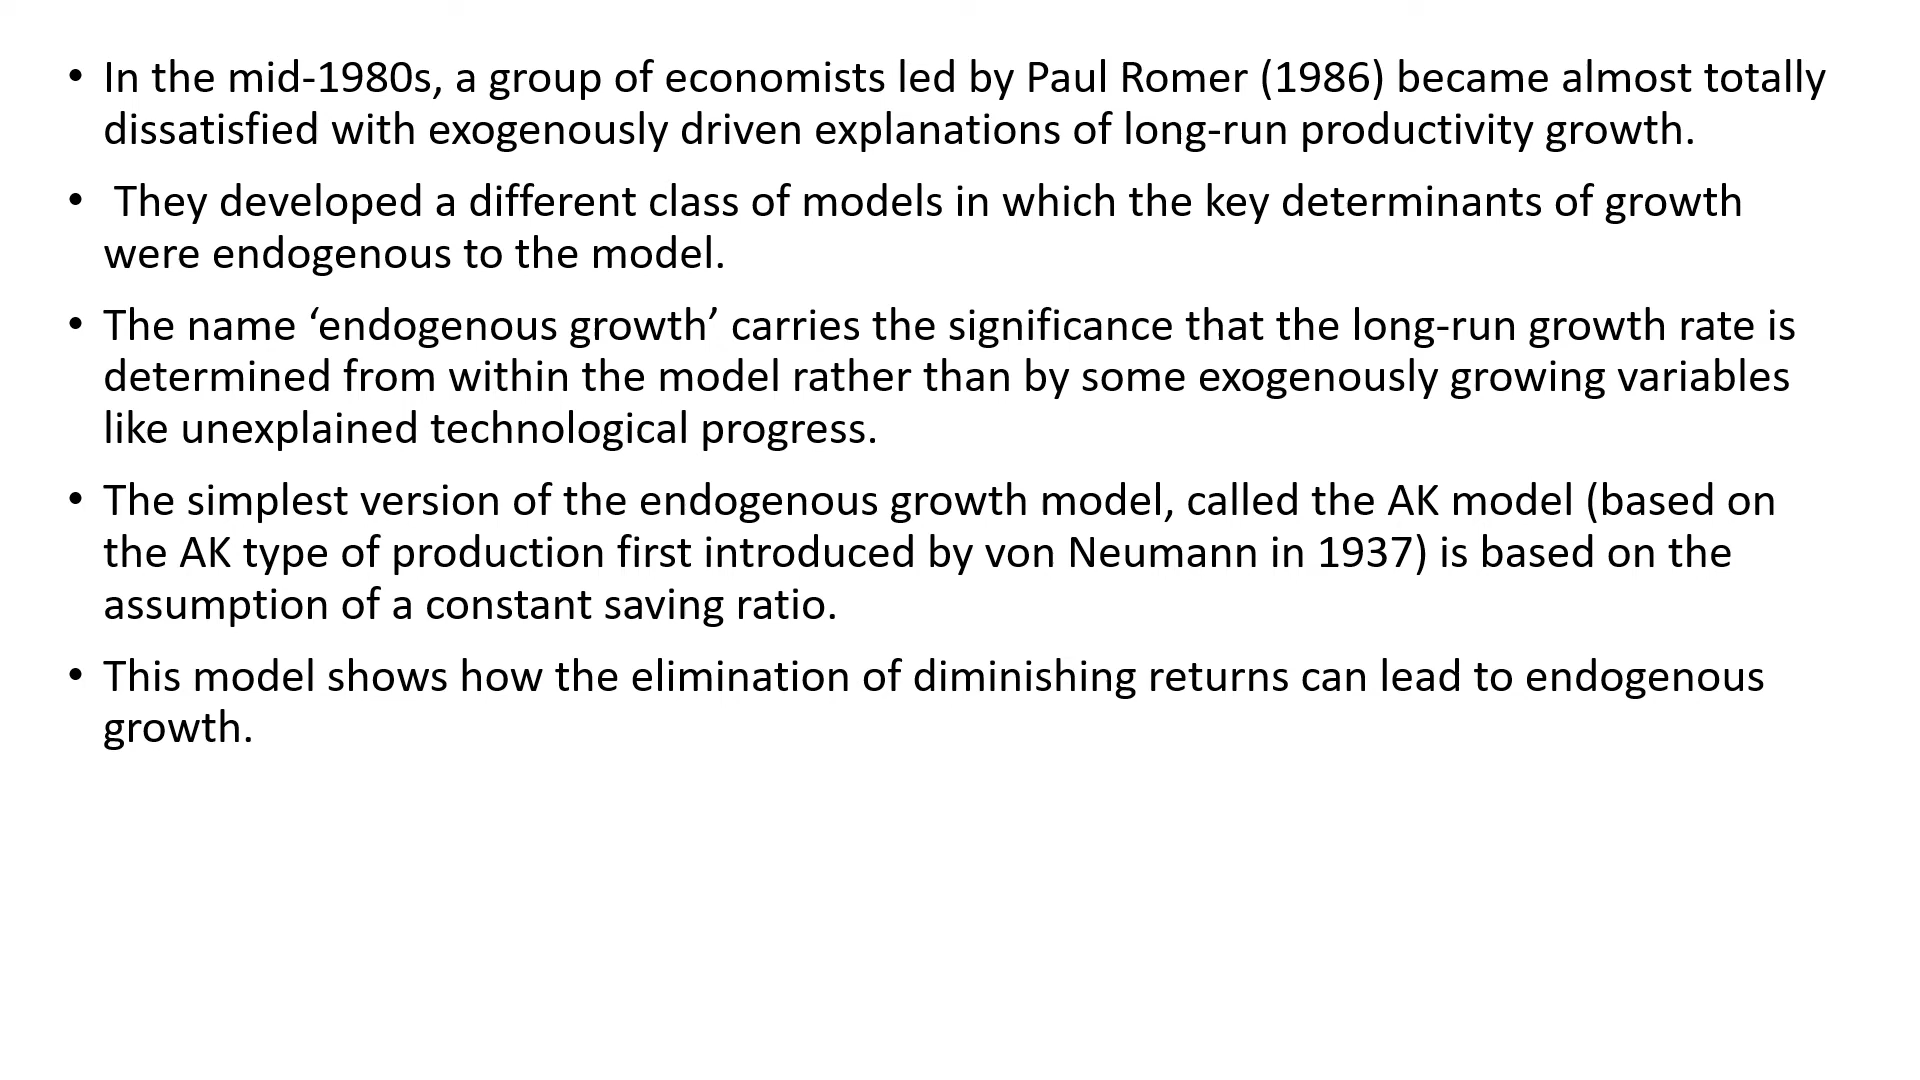 • In the mid-1980s, a group of economists led by Paul Romer (1986) became almost totally
dissatisfied with exogenously driven explanations of long-run productivity growth.
• They developed a different class of models in which the key determinants of growth
were endogenous to the model.
• The name ‘endogenous growth’ carries the significance that the long-run growth rate is
determined from within the model rather than by some exogenously growing variables
like unexplained technological progress.
• The simplest version of the endogenous growth model, called the AK model (based on
the AK type of production first introduced by von Neumann in 1937) is based on the
assumption of a constant saving ratio.
• This model shows how the elimination of diminishing returns can lead to endogenous
growth.